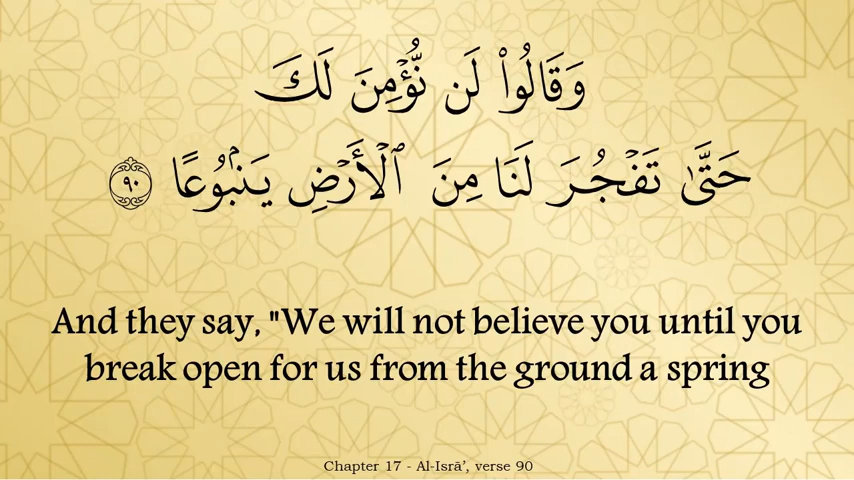 وَقَالُوا۟ لَن نُّؤْمِنَ لَكَ
حَتَّىٰ تَفْجُرَ لَنَا مِنَ ٱلْأَرْضِ يَنۢبُوعًا ٩٠
And they say, "We will not believe you until you
break open for us from the ground a spring
Chapter 17 - Al-Isrā’, verse 90